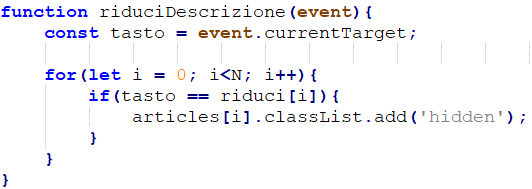 function riduciDescrizione(event){
    const tasto = event.currentTarget;

    for(let i = 0; i<N; i++){
        if(tasto == riduci[i]){
            articles[i].classList.add('hidden');
        }
    }
}